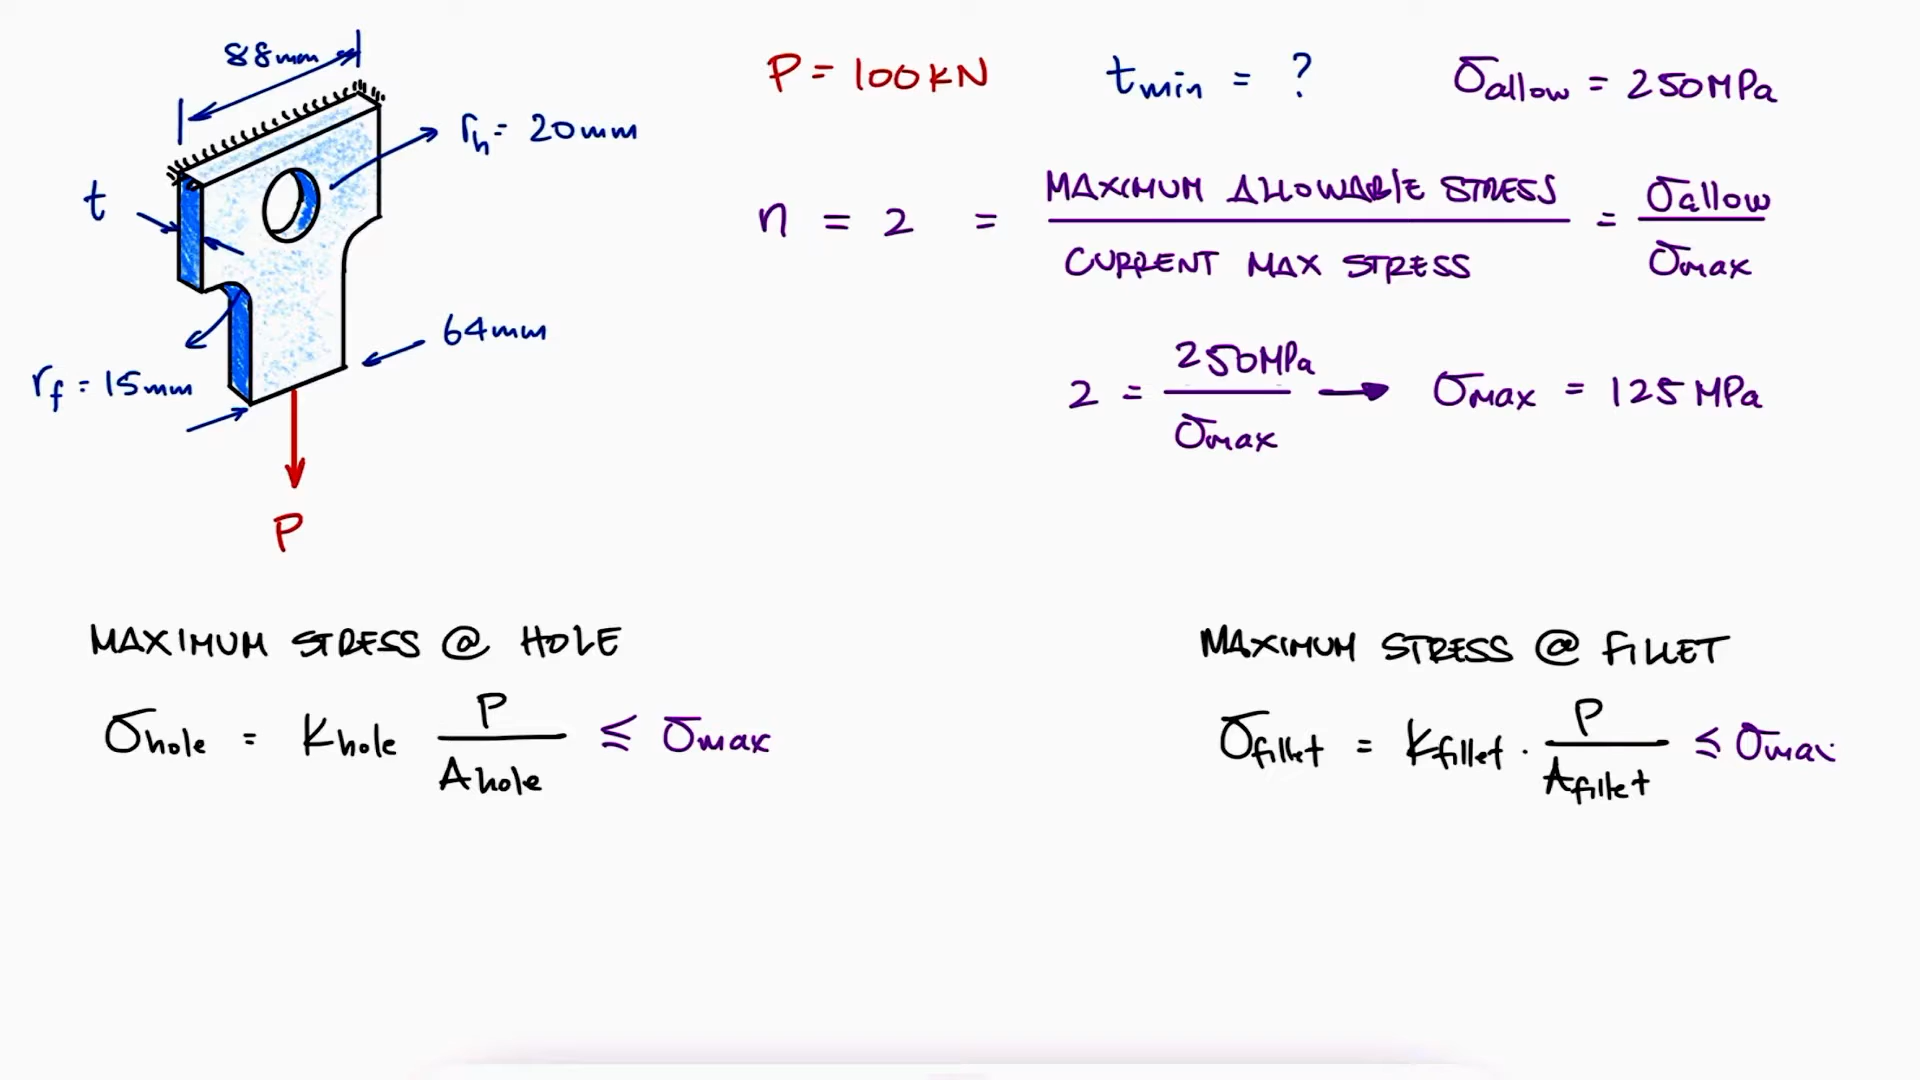 88mm
P = 100KN
tmin = ?
σallow = 250MPa
rh = 20mm
t
n = 2 = MAXIMUM ALLOWABLE STRESS / CURRENT MAX STRESS = σallow / σmax
64mm
rf = 15mm
2 = 250MPa / σmax → σmax = 125 MPa
P
MAXIMUM STRESS @ HOLE
σhole = Khole P / Ahole ≤ σmax
MAXIMUM STRESS @ FILLET
σfillet = Kfillet · P / Afillet ≤ σmax